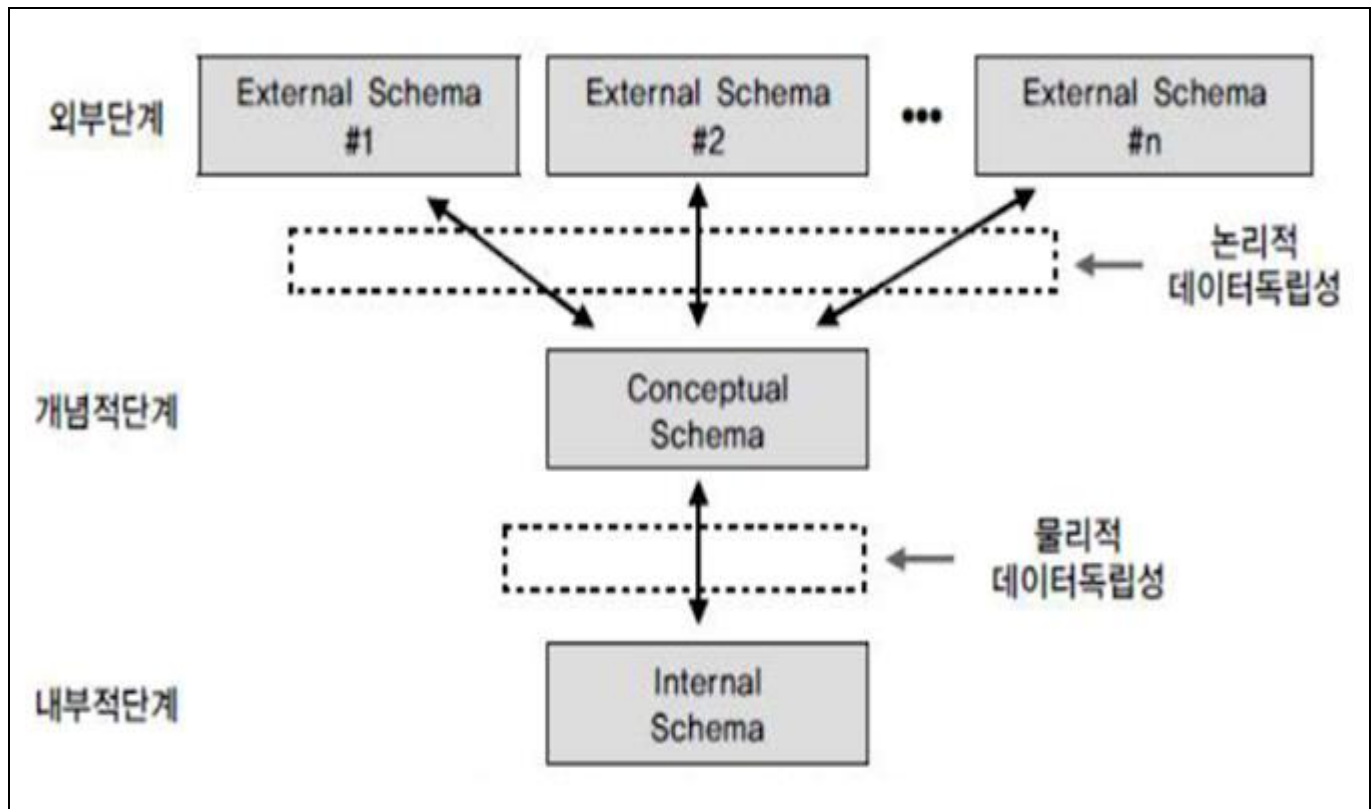 외부단계
External Schema
#1
External Schema
#2
•••
External Schema
#n
논리적
데이터독립성
개념적단계
Conceptual
Schema
물리적
데이터독립성
내부적단계
Internal
Schema